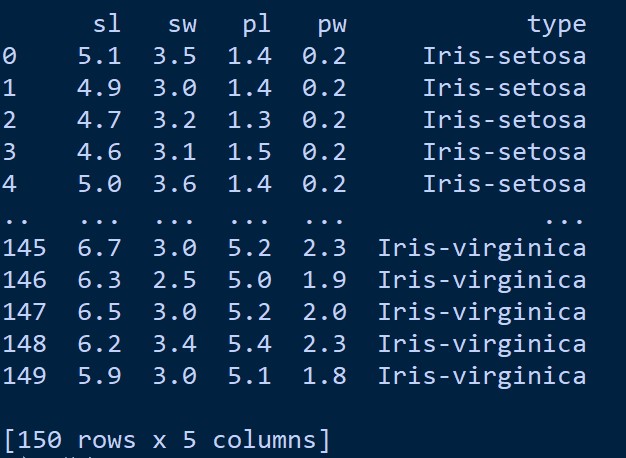 sl sw pl pw type
0 5.1 3.5 1.4 0.2 Iris-setosa
1 4.9 3.0 1.4 0.2 Iris-setosa
2 4.7 3.2 1.3 0.2 Iris-setosa
3 4.6 3.1 1.5 0.2 Iris-setosa
4 5.0 3.6 1.4 0.2 Iris-setosa
.. ... ... ... ... ...
145 6.7 3.0 5.2 2.3 Iris-virginica
146 6.3 2.5 5.0 1.9 Iris-virginica
147 6.5 3.0 5.2 2.0 Iris-virginica
148 6.2 3.4 5.4 2.3 Iris-virginica
149 5.9 3.0 5.1 1.8 Iris-virginica
[150 rows x 5 columns]